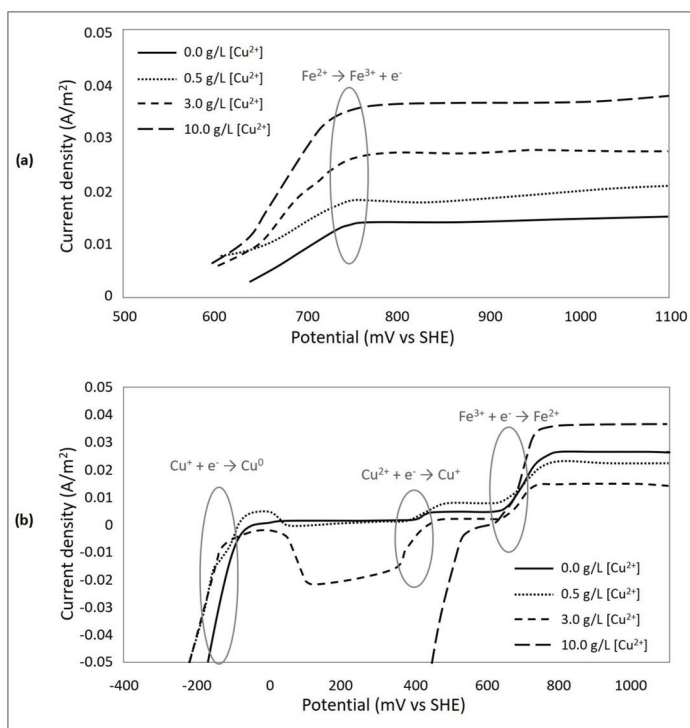 (a)
Current density (A/m²)
0.05
0.04
0.03
0.02
0.01
0
0.0 g/L [Cu²⁺]
0.5 g/L [Cu²⁺]
3.0 g/L [Cu²⁺]
10.0 g/L [Cu²⁺]
Fe²⁺ → Fe³⁺ + e⁻
500 600 700 800 900 1000 1100
Potential (mV vs SHE)
(b)
Current density (A/m²)
0.05
0.04
0.03
0.02
0.01
0
-0.01
-0.02
-0.03
-0.04
-0.05
Fe³⁺ + e⁻ → Fe²⁺
Cu⁺ + e⁻ → Cu⁰
Cu²⁺ + e⁻ → Cu⁺
0.0 g/L [Cu²⁺]
0.5 g/L [Cu²⁺]
3.0 g/L [Cu²⁺]
10.0 g/L [Cu²⁺]
-400 -200 0 200 400 600 800 1000
Potential (mV vs SHE)